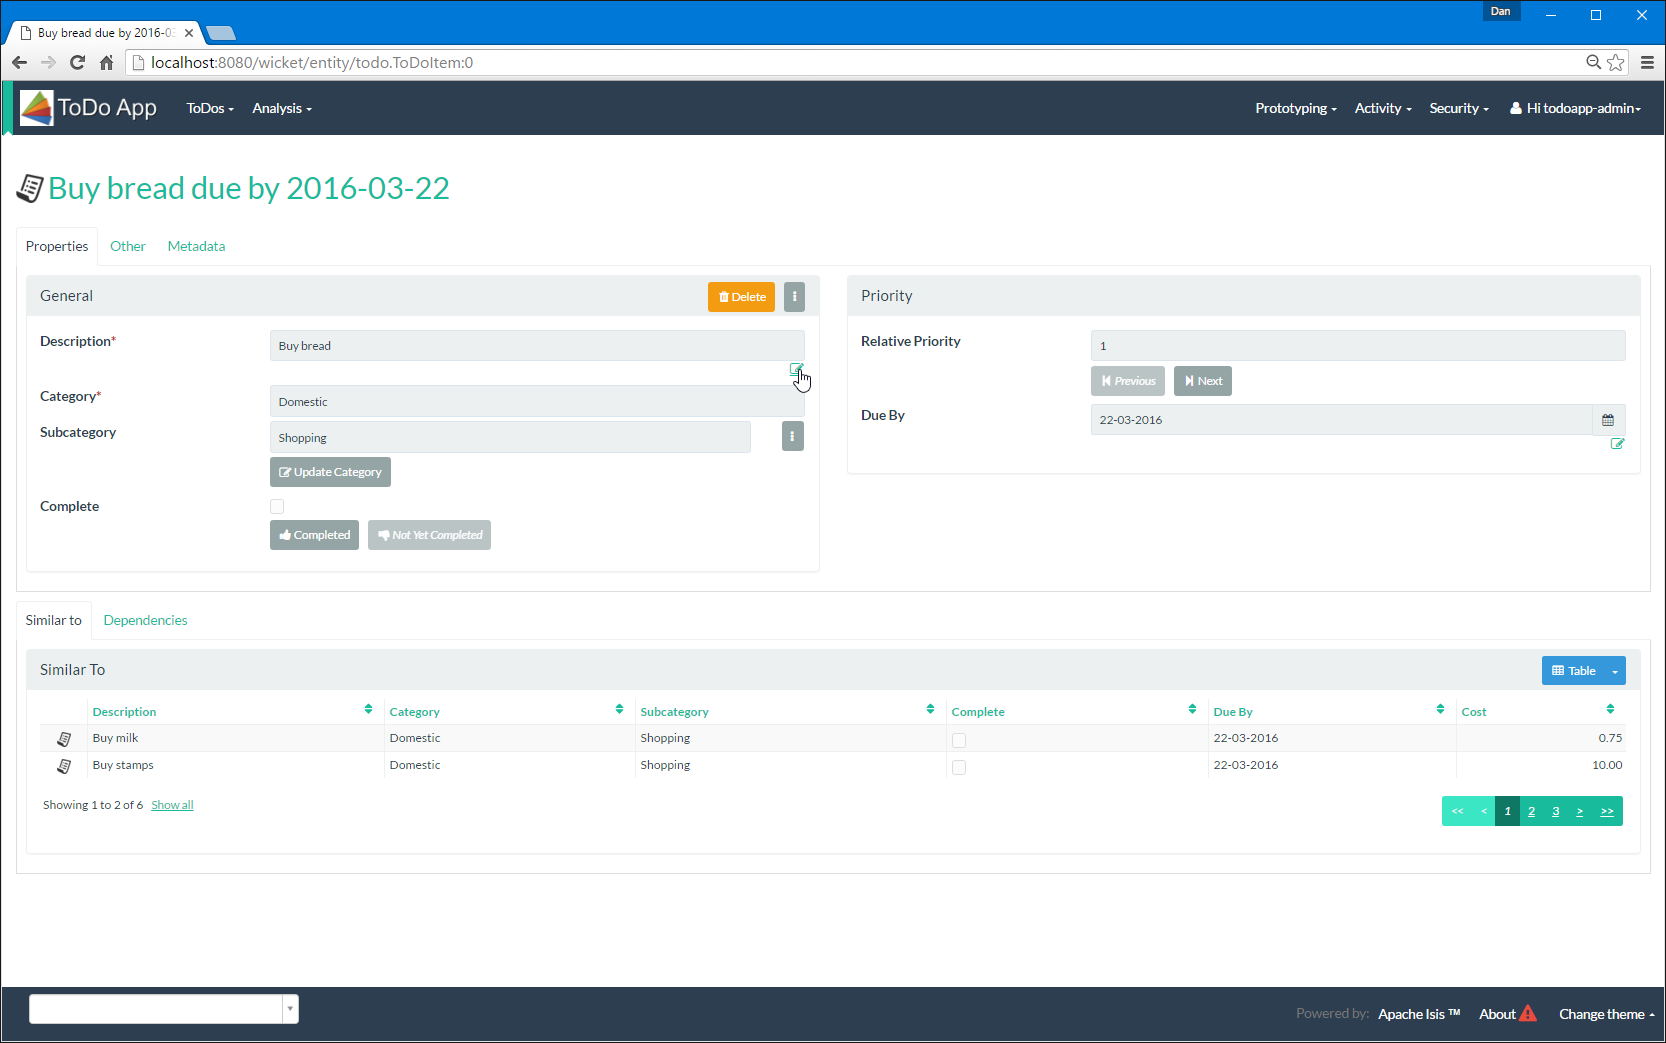 Dan
Buy bread due by 2016-03
localhost:8080/wicket/entity/todo.ToDoItem:0
ToDo App ToDos Analysis Prototyping Activity Security Hi todoapp-admin
Buy bread due by 2016-03-22
Properties Other Metadata
General Delete
Priority
Description* Buy bread
Relative Priority 1
Previous Next
Category* Domestic
Due By 22-03-2016
Subcategory Shopping
Update Category
Complete
Completed Not Yet Completed
Similar to Dependencies
Similar To Table
Description Category Subcategory Complete Due By Cost
Buy milk Domestic Shopping 22-03-2016 0.75
Buy stamps Domestic Shopping 22-03-2016 10.00
Showing 1 to 2 of 6 Show all << < 1 2 3 > >>
Powered by: Apache Isis ™ About Change theme